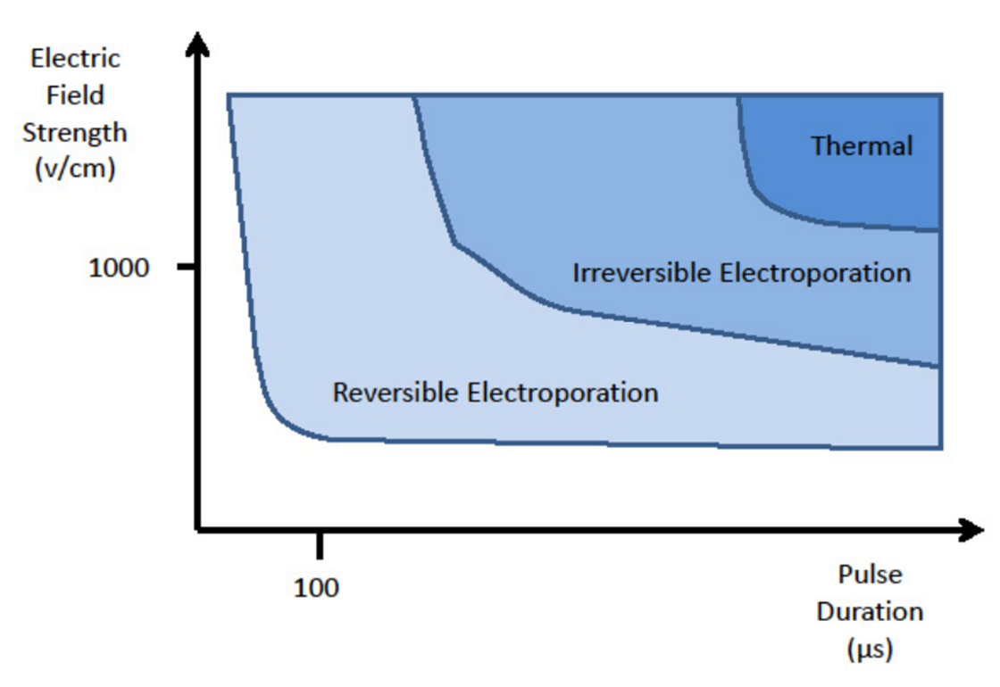 Electric
Field
Strength
(v/cm)
Thermal
1000
Irreversible Electroporation
Reversible Electroporation
100
Pulse
Duration
(µs)